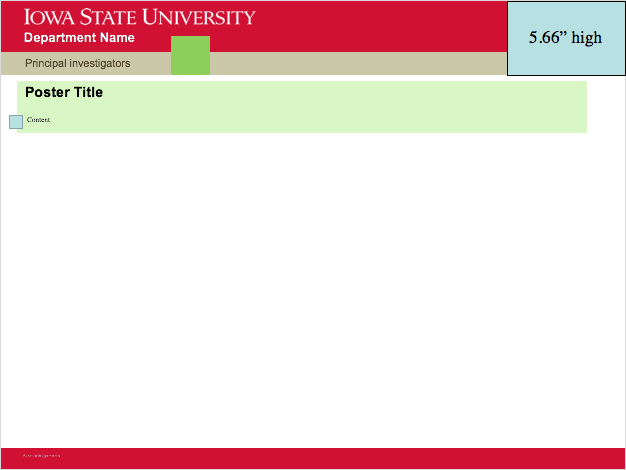 IOWA STATE UNIVERSITY
Department Name
5.66” high
Principal investigators
Poster Title
Content